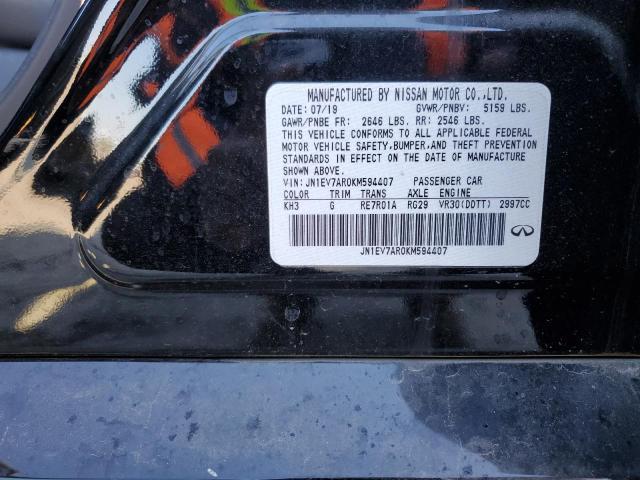 MANUFACTURED BY NISSAN MOTOR CO.,LTD.
DATE: 07/19 GVWR/PNBV: 5159 LBS.
GAWR/PNBE FR: 2646 LBS. RR: 2546 LBS.
THIS VEHICLE CONFORMS TO ALL APPLICABLE FEDERAL
MOTOR VEHICLE SAFETY,BUMPER,AND THEFT PREVENTION
STANDARDS IN EFFECT ON THE DATE OF MANUFACTURE
SHOWN ABOVE.
VIN: JN1EV7AR0KM594407 PASSENGER CAR
COLOR TRIM TRANS AXLE ENGINE
KH3 G RE7R01A RG29 VR30(DDTT) 2997CC
JN1EV7AR0KM594407